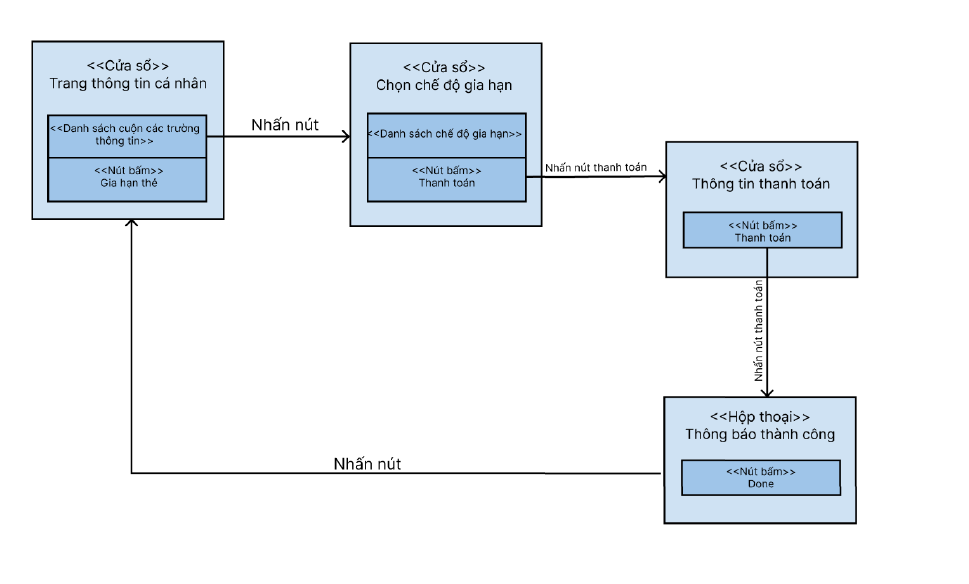 <<Cửa sổ>>
Trang thông tin cá nhân
<<Danh sách cuộn các trường
thông tin>>
<<Nút bấm>>
Gia hạn thẻ
Nhấn nút
<<Cửa sổ>>
Chọn chế độ gia hạn
<<Danh sách chế độ gia hạn>>
<<Nút bấm>>
Thanh toán
Nhấn nút thanh toán
<<Cửa sổ>>
Thông tin thanh toán
<<Nút bấm>>
Thanh toán
Nhấn nút thanh toán
<<Hộp thoại>>
Thông báo thành công
<<Nút bấm>>
Done
Nhấn nút